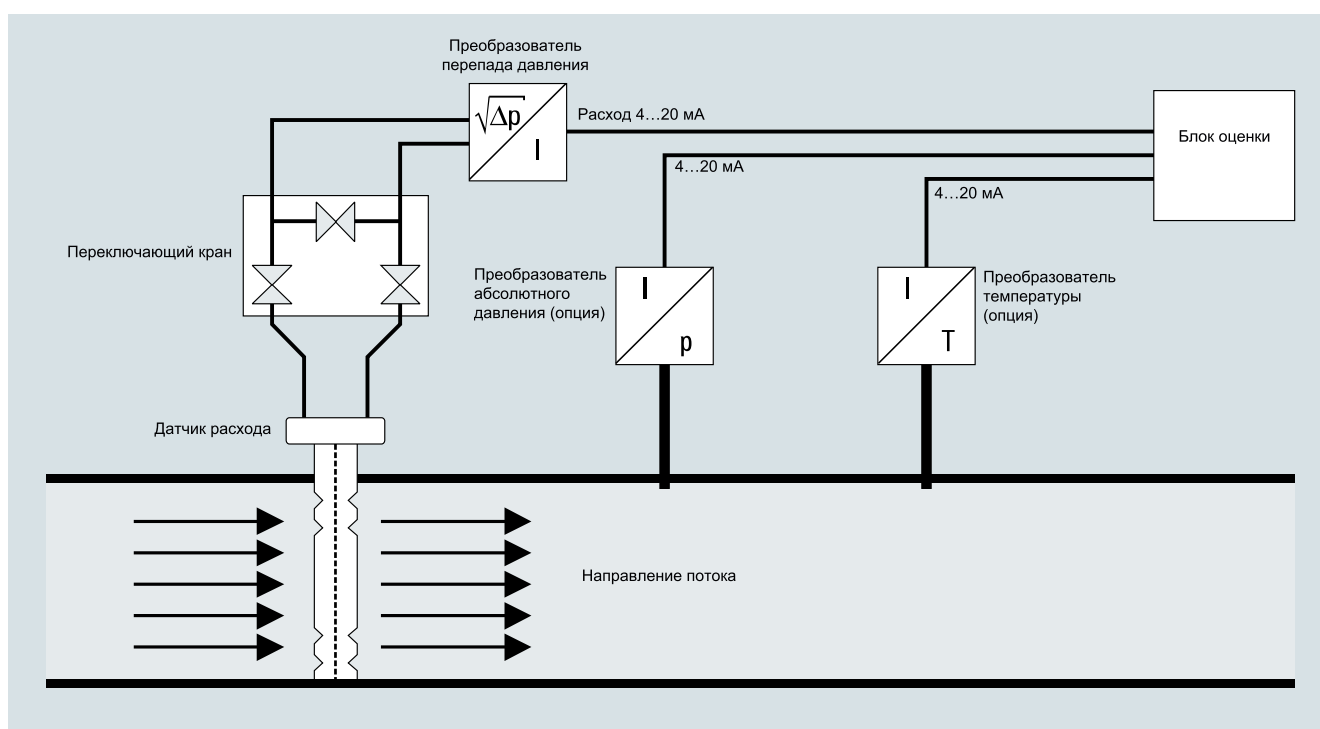 Преобразователь
перепада давления
√Δp
I
Расход 4…20 мА
Блок оценки
4…20 мА
4…20 мА
Переключающий кран
Преобразователь
абсолютного
давления (опция)
I
p
I
T
Преобразователь
температуры
(опция)
Датчик расхода
Направление потока